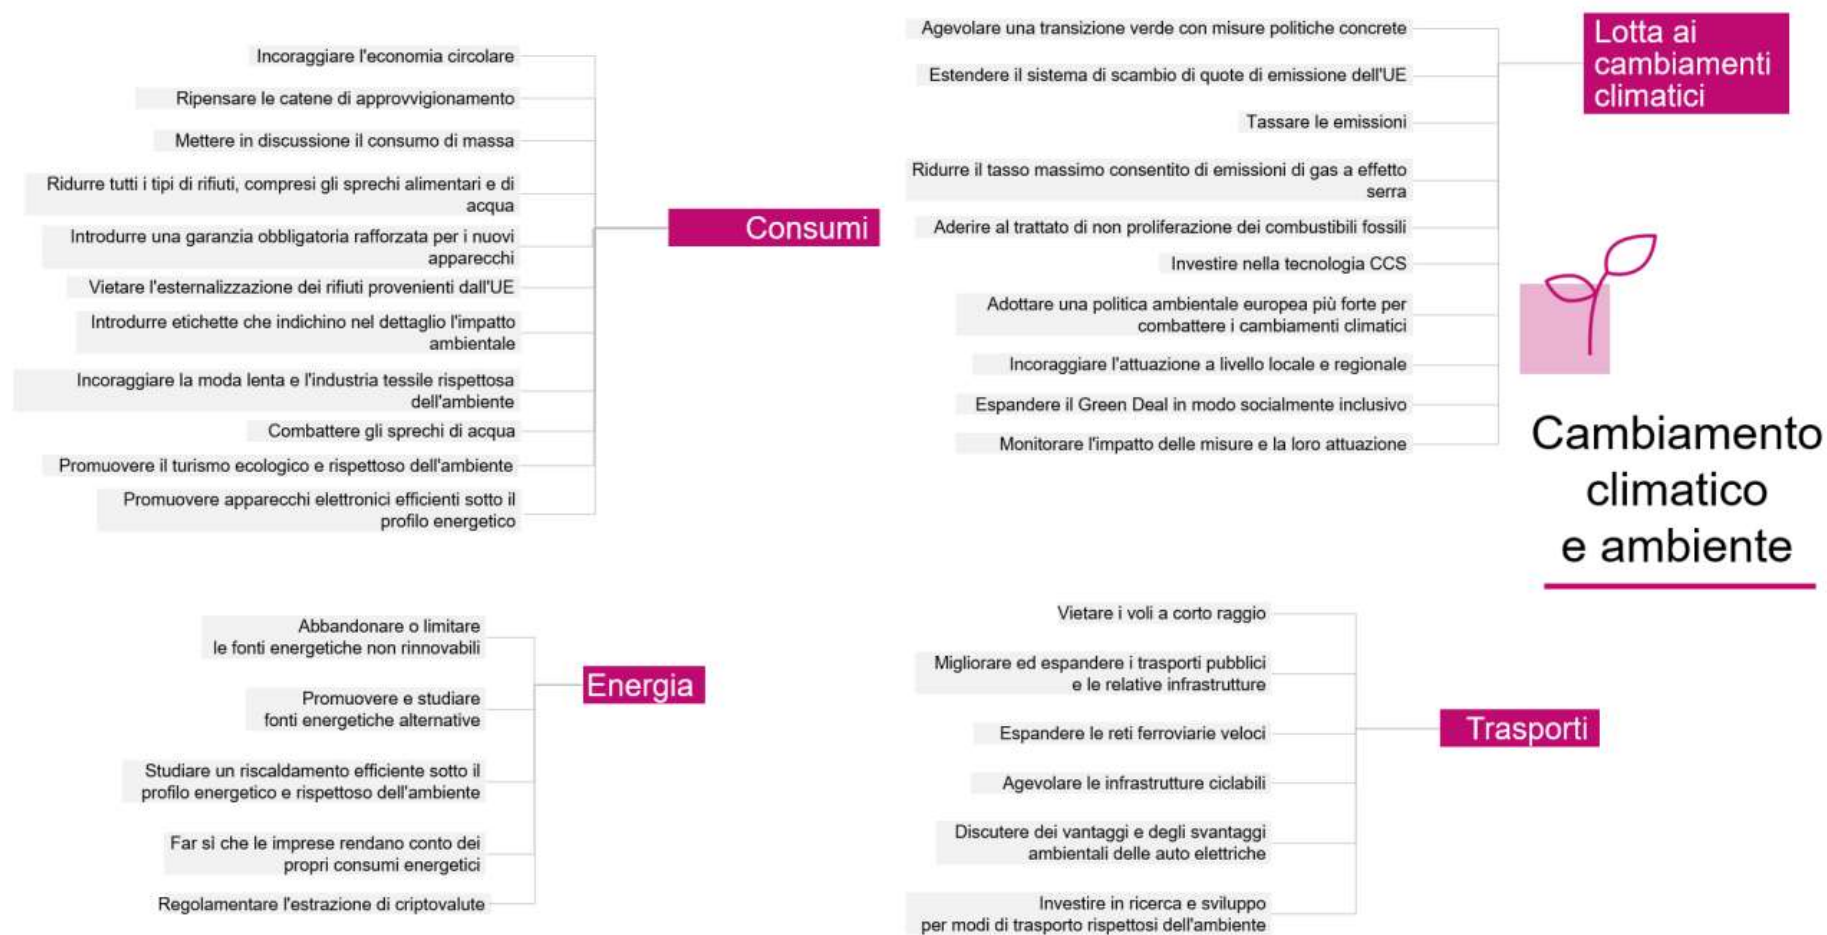 Incoraggiare l'economia circolare
Ripensare le catene di approvvigionamento
Mettere in discussione il consumo di massa
Ridurre tutti i tipi di rifiuti, compresi gli sprechi alimentari e di
acqua
Introdurre una garanzia obbligatoria rafforzata per i nuovi
apparecchi
Vietare l'esternalizzazione dei rifiuti provenienti dall'UE
Introdurre etichette che indichino nel dettaglio l'impatto
ambientale
Incoraggiare la moda lenta e l'industria tessile rispettosa
dell'ambiente
Combattere gli sprechi di acqua
Promuovere il turismo ecologico e rispettoso dell'ambiente
Promuovere apparecchi elettronici efficienti sotto il
profilo energetico
Consumi
Agevolare una transizione verde con misure politiche concrete
Estendere il sistema di scambio di quote di emissione dell'UE
Tassare le emissioni
Ridurre il tasso massimo consentito di emissioni di gas a effetto
serra
Aderire al trattato di non proliferazione dei combustibili fossili
Investire nella tecnologia CCS
Adottare una politica ambientale europea più forte per
combattere i cambiamenti climatici
Incoraggiare l'attuazione a livello locale e regionale
Espandere il Green Deal in modo socialmente inclusivo
Monitorare l'impatto delle misure e la loro attuazione
Lotta ai
cambiamenti
climatici
Cambiamento
climatico
e ambiente
Abbandonare o limitare
le fonti energetiche non rinnovabili
Promuovere e studiare
fonti energetiche alternative
Studiare un riscaldamento efficiente sotto il
profilo energetico e rispettoso dell'ambiente
Far sì che le imprese rendano conto dei
propri consumi energetici
Regolamentare l'estrazione di criptovalute
Energia
Vietare i voli a corto raggio
Migliorare ed espandere i trasporti pubblici
e le relative infrastrutture
Espandere le reti ferroviarie veloci
Agevolare le infrastrutture ciclabili
Discutere dei vantaggi e degli svantaggi
ambientali delle auto elettriche
Investire in ricerca e sviluppo
per modi di trasporto rispettosi dell'ambiente
Trasporti